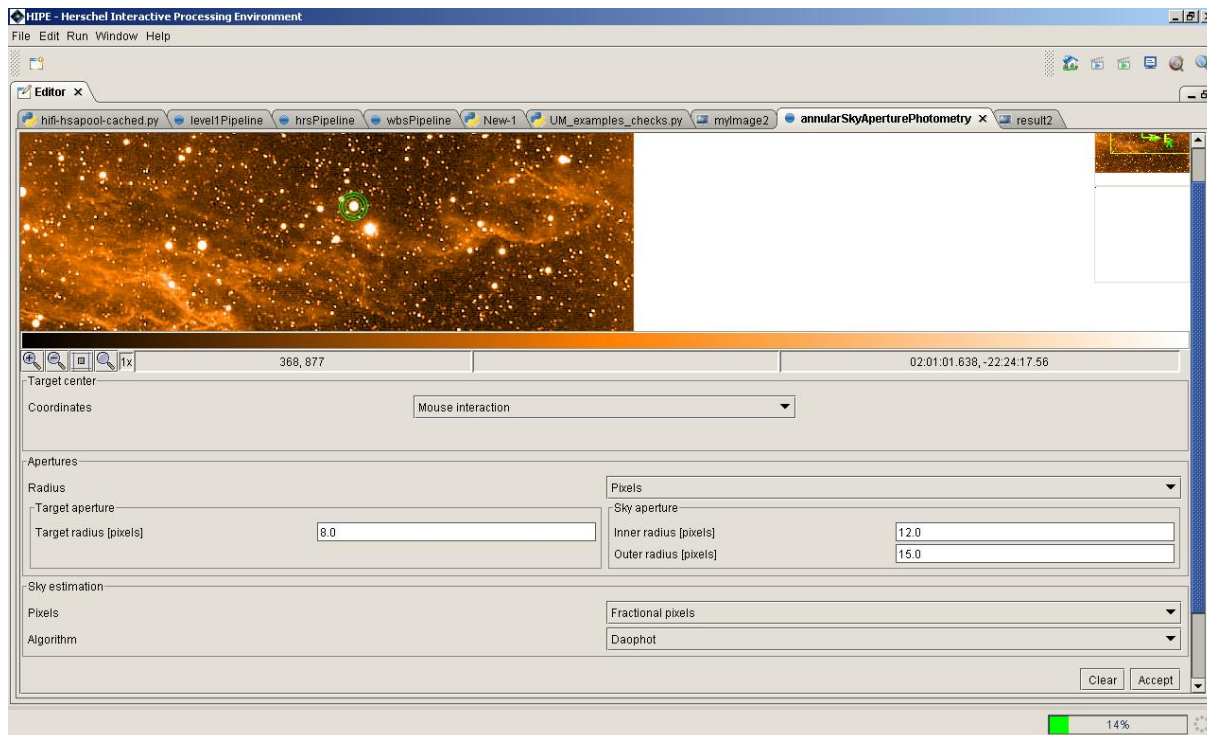 HIPE - Herschel Interactive Processing Environment
File Edit Run Window Help
Editor
hifi-hsapool-cached.py level1Pipeline hrsPipeline wbsPipeline New-1 UM_examples_checks.py myImage2 annularSkyAperturePhotometry result2
1x 368, 877 02:01:01.638, -22:24:17.56
Target center
Coordinates Mouse interaction
Apertures
Radius Pixels
Target aperture Sky aperture
Target radius [pixels] 8.0 Inner radius [pixels] 12.0
Outer radius [pixels] 15.0
Sky estimation
Pixels Fractional pixels
Algorithm Daophot
Clear Accept
14%